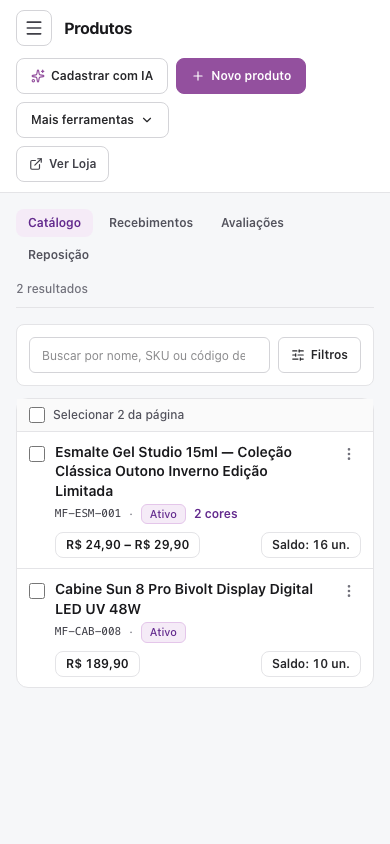 Produtos
Cadastrar com IA
Novo produto
Mais ferramentas
Ver Loja
Catálogo
Recebimentos
Avaliações
Reposição
2 resultados
Buscar por nome, SKU ou código de
Filtros
Selecionar 2 da página
Esmalte Gel Studio 15ml — Coleção
Clássica Outono Inverno Edição
Limitada
MF-ESM-001 · Ativo 2 cores
R$ 24,90 – R$ 29,90
Saldo: 16 un.
Cabine Sun 8 Pro Bivolt Display Digital
LED UV 48W
MF-CAB-008 · Ativo
R$ 189,90
Saldo: 10 un.